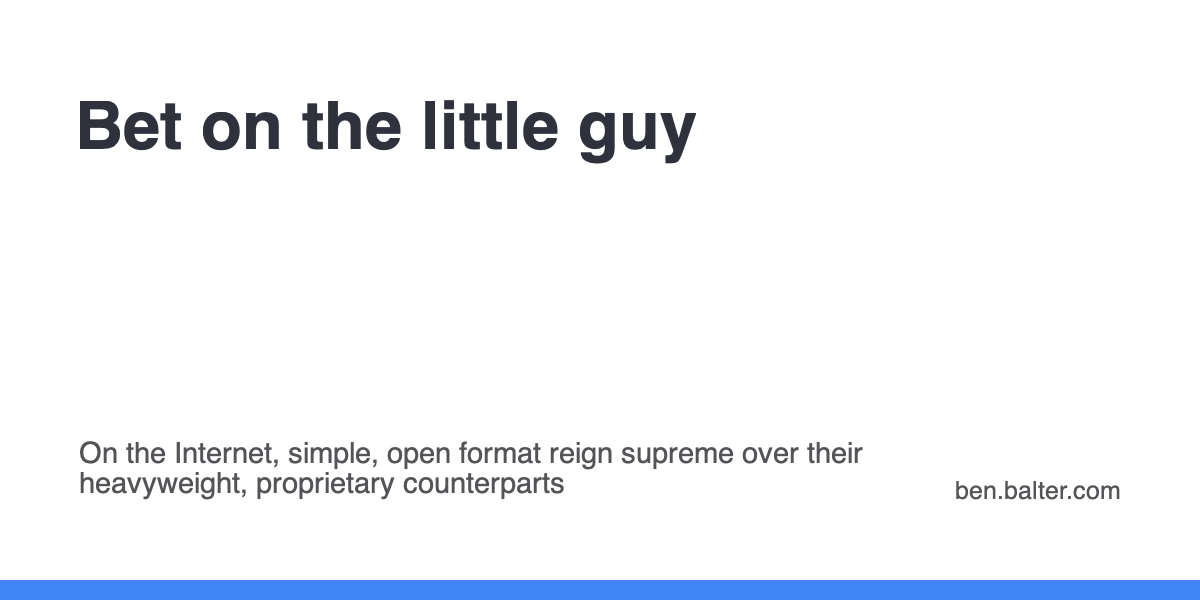 Bet on the little guy
On the Internet, simple, open format reign supreme over their
heavyweight, proprietary counterparts
ben.balter.com